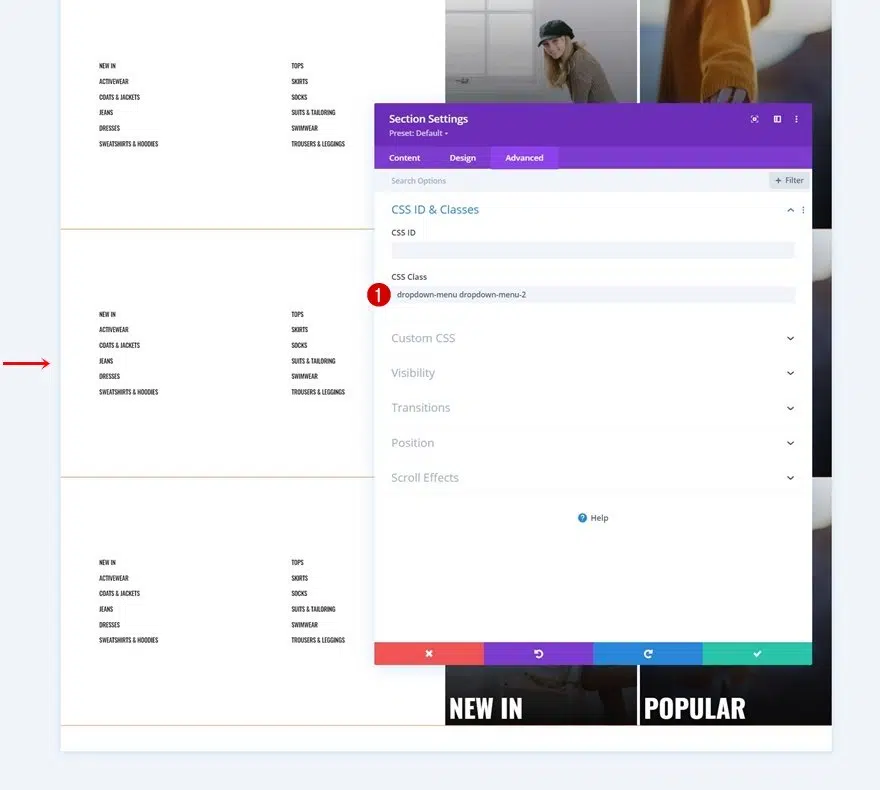 NEW IN
TOPS
ACTIVEWEAR
SKIRTS
COATS & JACKETS
SOCKS
JEANS
SUITS & TAILORING
DRESSES
SWIMWEAR
SWEATSHIRTS & HOODIES
TROUSERS & LEGGINGS
Section Settings
Preset: Default
Content
Design
Advanced
Search Options
+ Filter
CSS ID & Classes
CSS ID
CSS Class
1
dropdown-menu dropdown-menu-2
Custom CSS
Visibility
Transitions
Position
Scroll Effects
Help
NEW IN
TOPS
ACTIVEWEAR
SKIRTS
COATS & JACKETS
SOCKS
JEANS
SUITS & TAILORING
DRESSES
SWIMWEAR
SWEATSHIRTS & HOODIES
TROUSERS & LEGGINGS
NEW IN
TOPS
ACTIVEWEAR
SKIRTS
COATS & JACKETS
SOCKS
JEANS
SUITS & TAILORING
DRESSES
SWIMWEAR
SWEATSHIRTS & HOODIES
TROUSERS & LEGGINGS
NEW IN
POPULAR